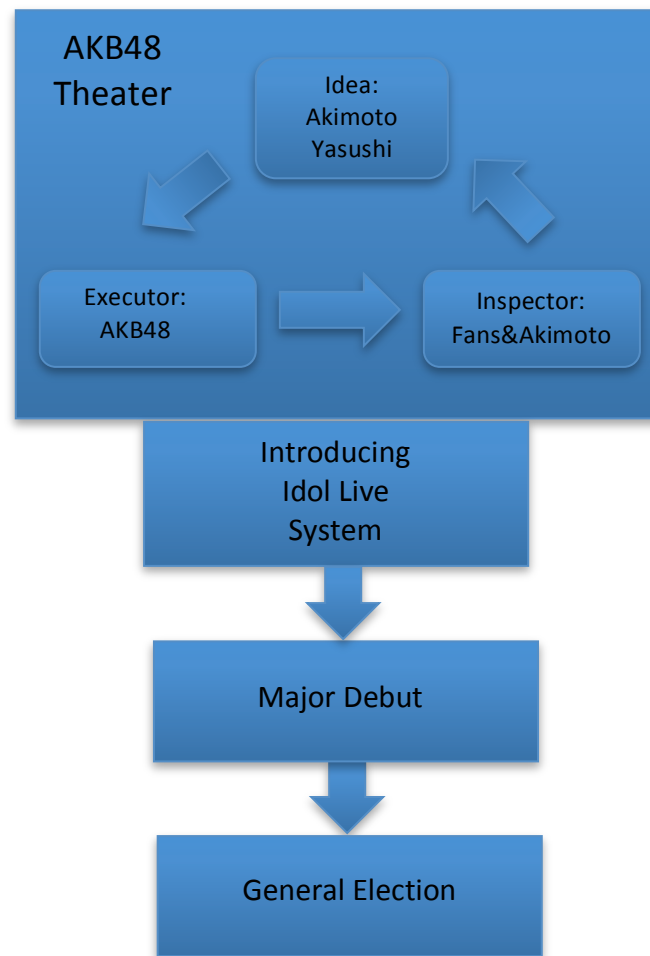 AKB48
Theater
Idea:
Akimoto
Yasushi
Executor:
AKB48
Inspector:
Fans&Akimoto
Introducing
Idol Live
System
Major Debut
General Election